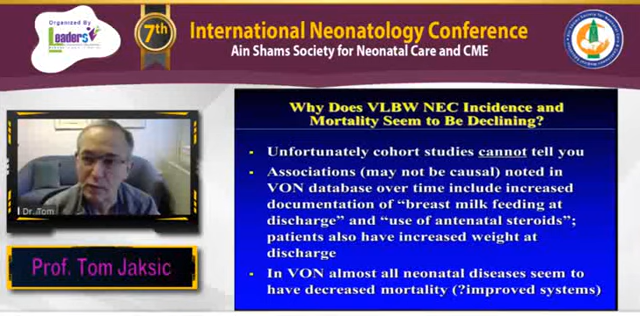 Organized By
Leaders
7th
International Neonatology Conference
Ain Shams Society for Neonatal Care and CME
Why Does VLBW NEC Incidence and
Mortality Seem to Be Declining?
Unfortunately cohort studies cannot tell you
Associations (may not be causal) noted in
VON database over time include increased
documentation of “breast milk feeding at
discharge” and “use of antenatal steroids”;
patients also have increased weight at
discharge
In VON almost all neonatal diseases seem to
have decreased mortality (?improved systems)
Dr. Tom
Prof. Tom Jaksic